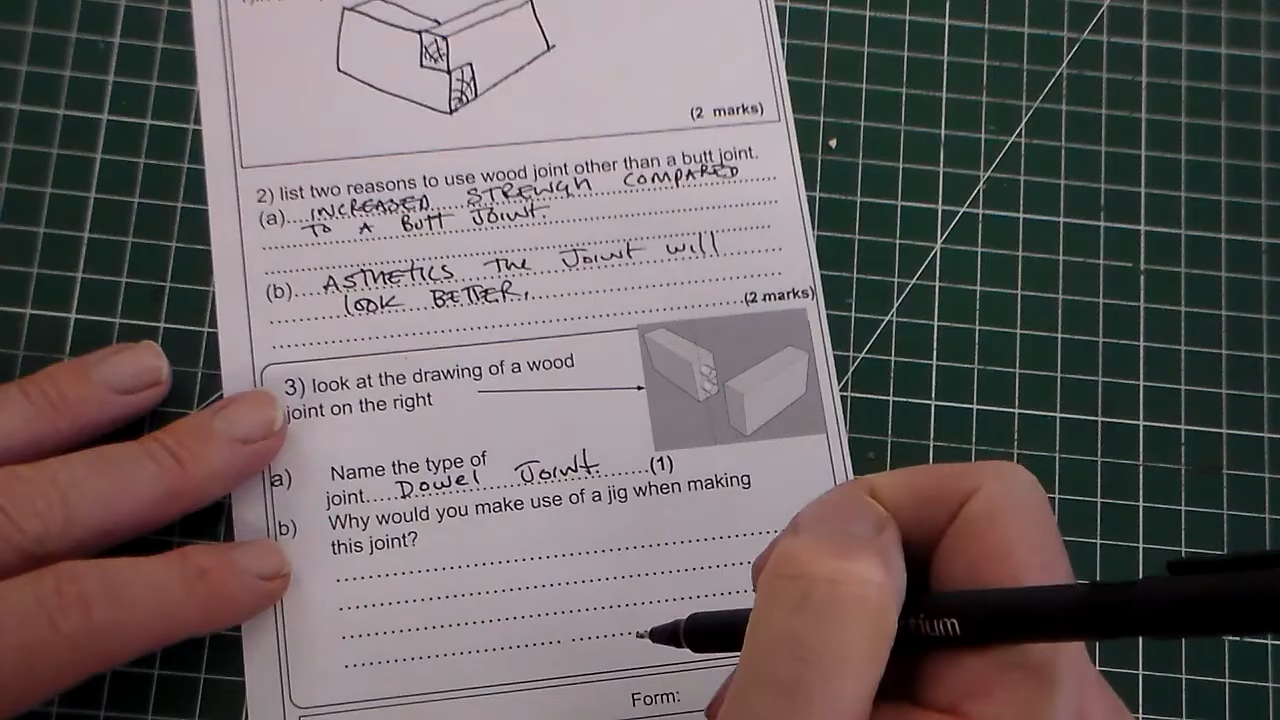 (2 marks)
2) list two reasons to use wood joint other than a butt joint.
(a)...INCREASED STRENGH COMPARED
TO A BUTT JOINT.
(b)...ASTHETICS THE JOINT WILL
LOOK BETTER.
(2 marks)
3) look at the drawing of a wood
joint on the right
a) Name the type of
joint....DOWEL JOINT.......(1)
b) Why would you make use of a jig when making
this joint?
Form:
tium